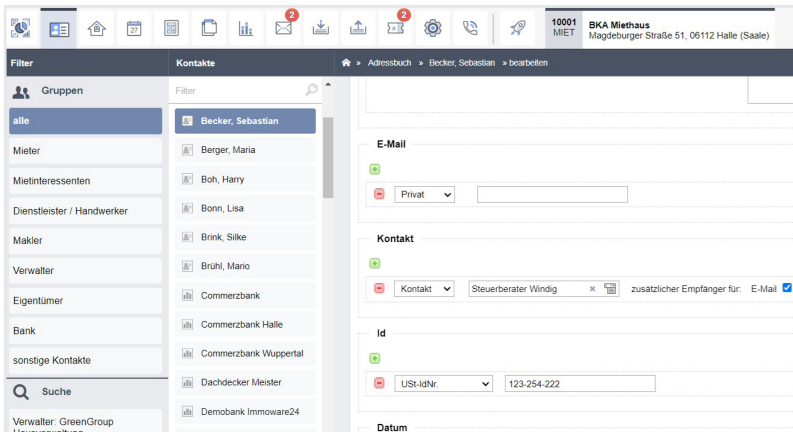 27
2
2
10001
MIET
BKA Miethaus
Magdeburger Straße 51, 06112 Halle (Saale)
Filter
Kontakte
» Adressbuch » Becker, Sebastian » bearbeiten
Gruppen
alle
Mieter
Mietinteressenten
Dienstleister / Handwerker
Makler
Verwalter
Eigentümer
Bank
sonstige Kontakte
Suche
Verwalter: GreenGroup
Hausverwaltung
Filter
Becker, Sebastian
Berger, Maria
Boh, Harry
Bonn, Lisa
Brink, Silke
Brühl, Mario
Commerzbank
Commerzbank Halle
Commerzbank Wuppertal
Dachdecker Meister
Demobank Immoware24
E-Mail
Privat
Kontakt
Kontakt Steuerberater Windig × zusätzlicher Empfänger für: E-Mail
Id
USt-IdNr. 123-254-222
Datum